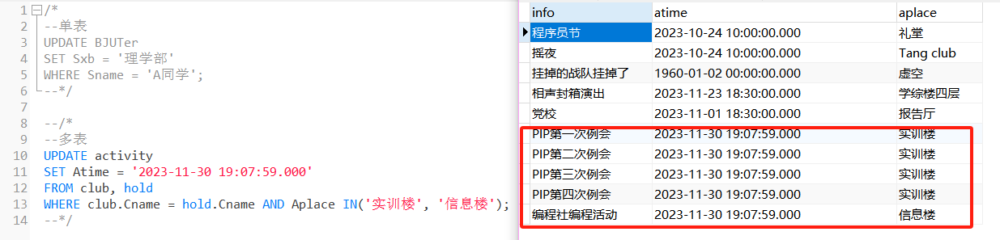 1 /*
2 --单表
3 UPDATE BJUTer
4 SET Sxb = '理学部'
5 WHERE Sname = 'A同学';
6 --*/
7
8 --/*
9 --多表
10 UPDATE activity
11 SET Atime = '2023-11-30 19:07:59.000'
12 FROM club, hold
13 WHERE club.Cname = hold.Cname AND Aplace IN('实训楼', '信息楼');
14 --*/
info atime aplace
程序员节 2023-10-24 10:00:00.000 礼堂
摇夜 2023-10-24 10:00:00.000 Tang club
挂掉的战队挂掉了 1960-01-02 00:00:00.000 虚空
相声封箱演出 2023-11-23 18:30:00.000 学综楼四层
党校 2023-11-01 18:30:00.000 报告厅
PIP第一次例会 2023-11-30 19:07:59.000 实训楼
PIP第二次例会 2023-11-30 19:07:59.000 实训楼
PIP第三次例会 2023-11-30 19:07:59.000 实训楼
PIP第四次例会 2023-11-30 19:07:59.000 实训楼
编程社编程活动 2023-11-30 19:07:59.000 信息楼